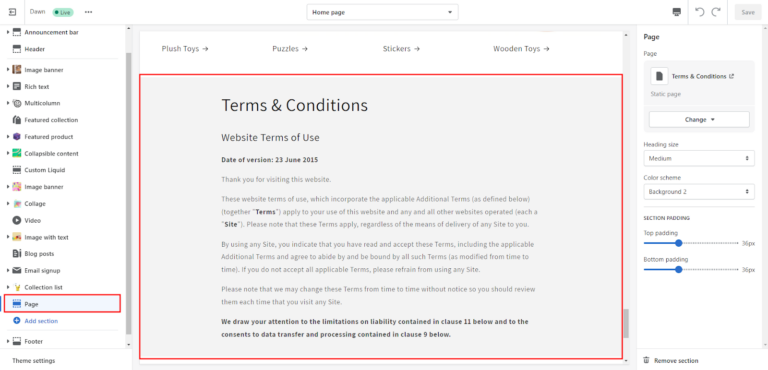 Dawn
Live
Home page
Save
Announcement bar
Header
Image banner
Rich text
Multicolumn
Featured collection
Featured product
Collapsible content
Custom Liquid
Image banner
Collage
Video
Image with text
Blog posts
Email signup
Collection list
Page
Add section
Footer
Theme settings
Plush Toys →
Puzzles →
Stickers →
Wooden Toys →
Terms & Conditions
Website Terms of Use
Date of version: 23 June 2015
Thank you for visiting this website.
These website terms of use, which incorporate the applicable Additional Terms (as defined below)
(together "Terms") apply to your use of this website and any and all other websites operated (each a
"Site"). Please note that these Terms apply, regardless of the means of delivery of any Site to you.
By using any Site, you indicate that you have read and accept these Terms, including the applicable
Additional Terms and agree to abide by and be bound by all such Terms (as modified from time to
time). If you do not accept all applicable Terms, please refrain from using any Site.
Please note that we may change these Terms from time to time without notice so you should review
them each time that you visit any Site.
We draw your attention to the limitations on liability contained in clause 11 below and to the
consents to data transfer and processing contained in clause 9 below.
Page
Page
Terms & Conditions
Static page
Change
Heading size
Medium
Color scheme
Background 2
SECTION PADDING
Top padding
36px
Bottom padding
36px
Remove section